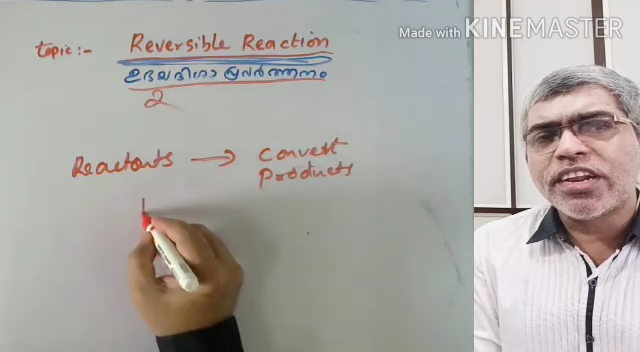 Made with KINEMASTER
topic:- Reversible Reaction
ഉഭയദിശാ പ്രവർത്തനം
2
Reactants → Convert
Products